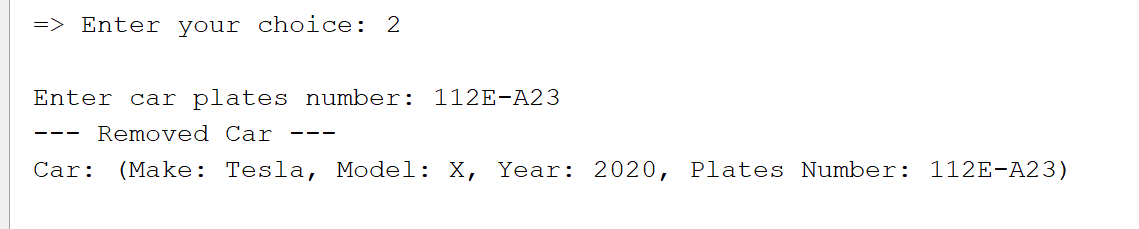 => Enter your choice: 2
Enter car plates number: 112E-A23
--- Removed Car ---
Car: (Make: Tesla, Model: X, Year: 2020, Plates Number: 112E-A23)